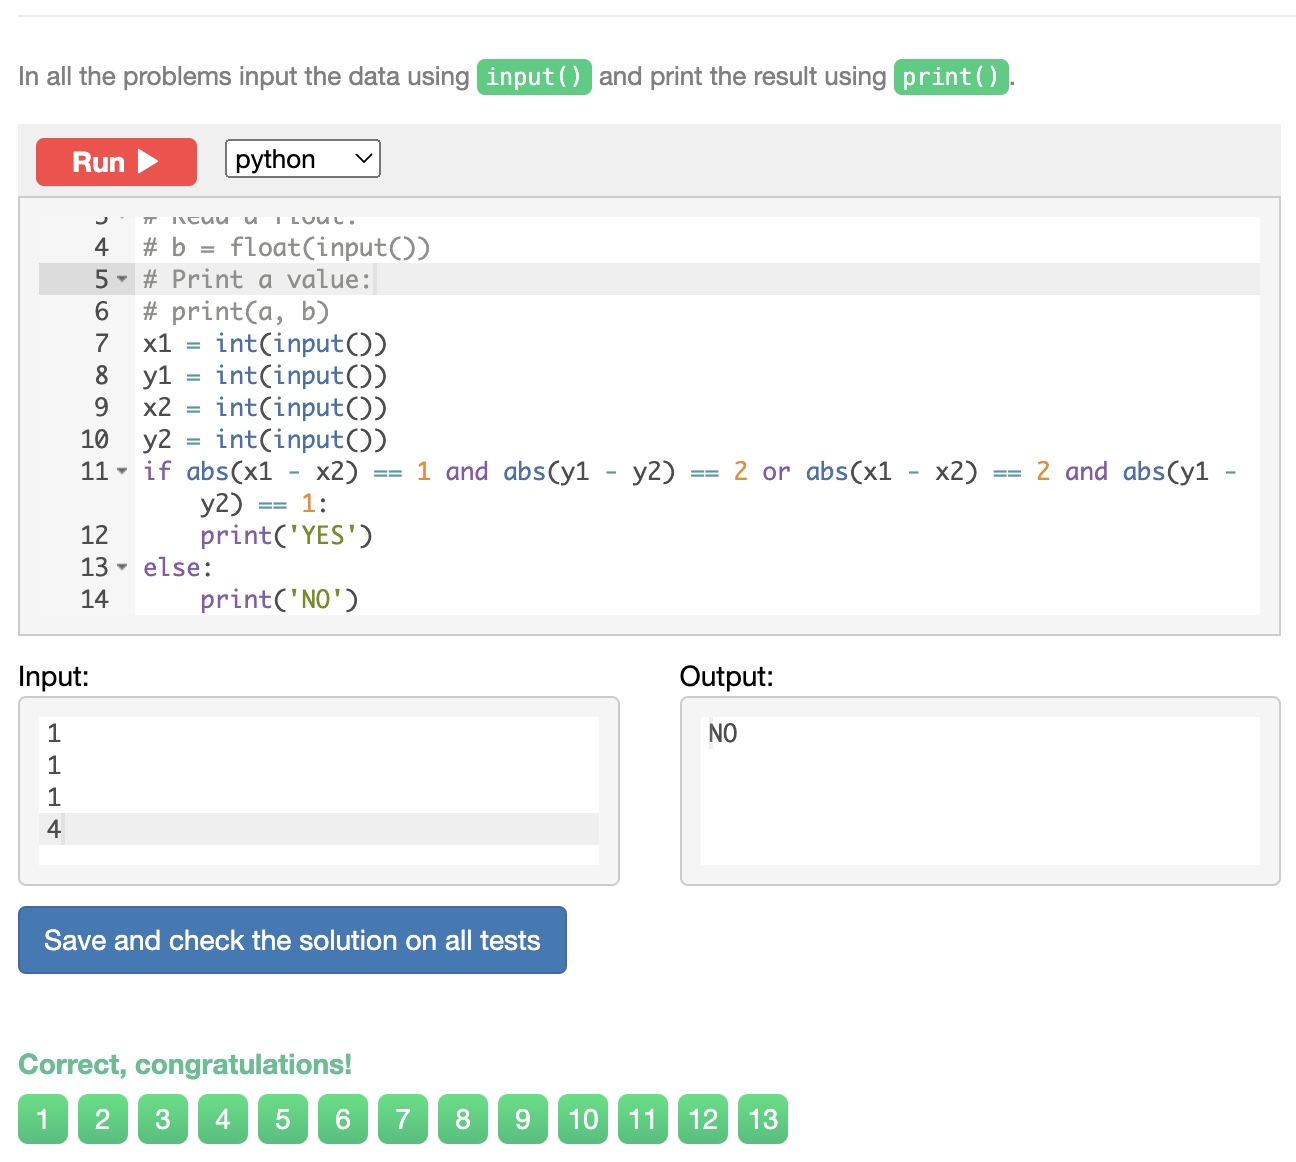 In all the problems input the data using input() and print the result using print().
Run
python
3 # Read a float:
4 # b = float(input())
5 # Print a value:
6 # print(a, b)
7 x1 = int(input())
8 y1 = int(input())
9 x2 = int(input())
10 y2 = int(input())
11 if abs(x1 - x2) == 1 and abs(y1 - y2) == 2 or abs(x1 - x2) == 2 and abs(y1 -
y2) == 1:
12 print('YES')
13 else:
14 print('NO')
Input:
1
1
1
4
Output:
NO
Save and check the solution on all tests
Correct, congratulations!
1 2 3 4 5 6 7 8 9 10 11 12 13